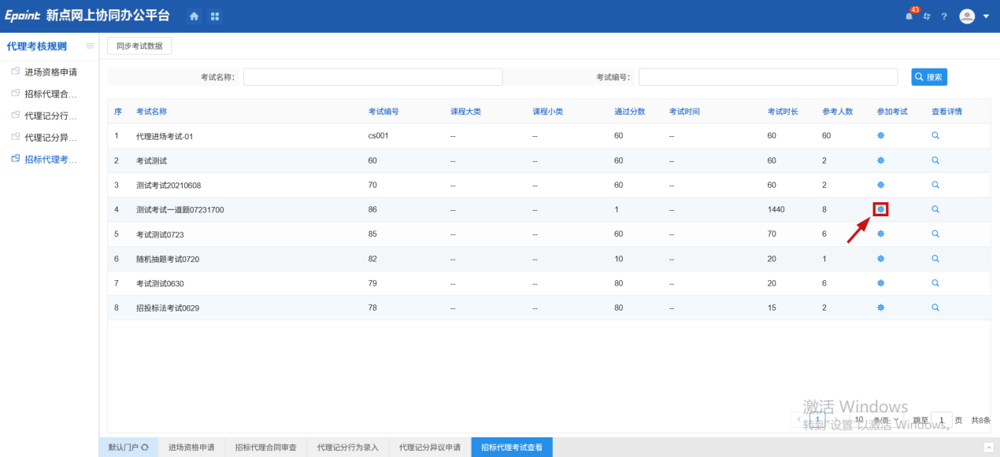 Epoint 新点网上协同办公平台 43 ?
代理考核规则
进场资格申请
招标代理合...
代理记分行...
代理记分异...
招标代理考...
同步考试数据
考试名称: 考试编号: 搜索
序 考试名称 考试编号 课程大类 课程小类 通过分数 考试时间 考试时长 参考人数 参加考试 查看详情
1 代理进场考试-01 cs001 -- -- 60 -- 60 60
2 考试测试 60 -- -- 60 -- 60 2
3 测试考试20210608 70 -- -- 60 -- 60 2
4 测试考试一道题07231700 86 -- -- 1 -- 1440 8
5 考试测试0723 85 -- -- 60 -- 70 6
6 随机抽题考试0720 82 -- -- 10 -- 20 1
7 考试测试0630 79 -- -- 80 -- 20 6
8 招投标法考试0629 78 -- -- 80 -- 15 2
激活 Windows
转到"设置"以激活 Windows。
1 10 条/页 跳至 1 页 共8条
默认门户 进场资格申请 招标代理合同审查 代理记分行为录入 代理记分异议申请 招标代理考试查看